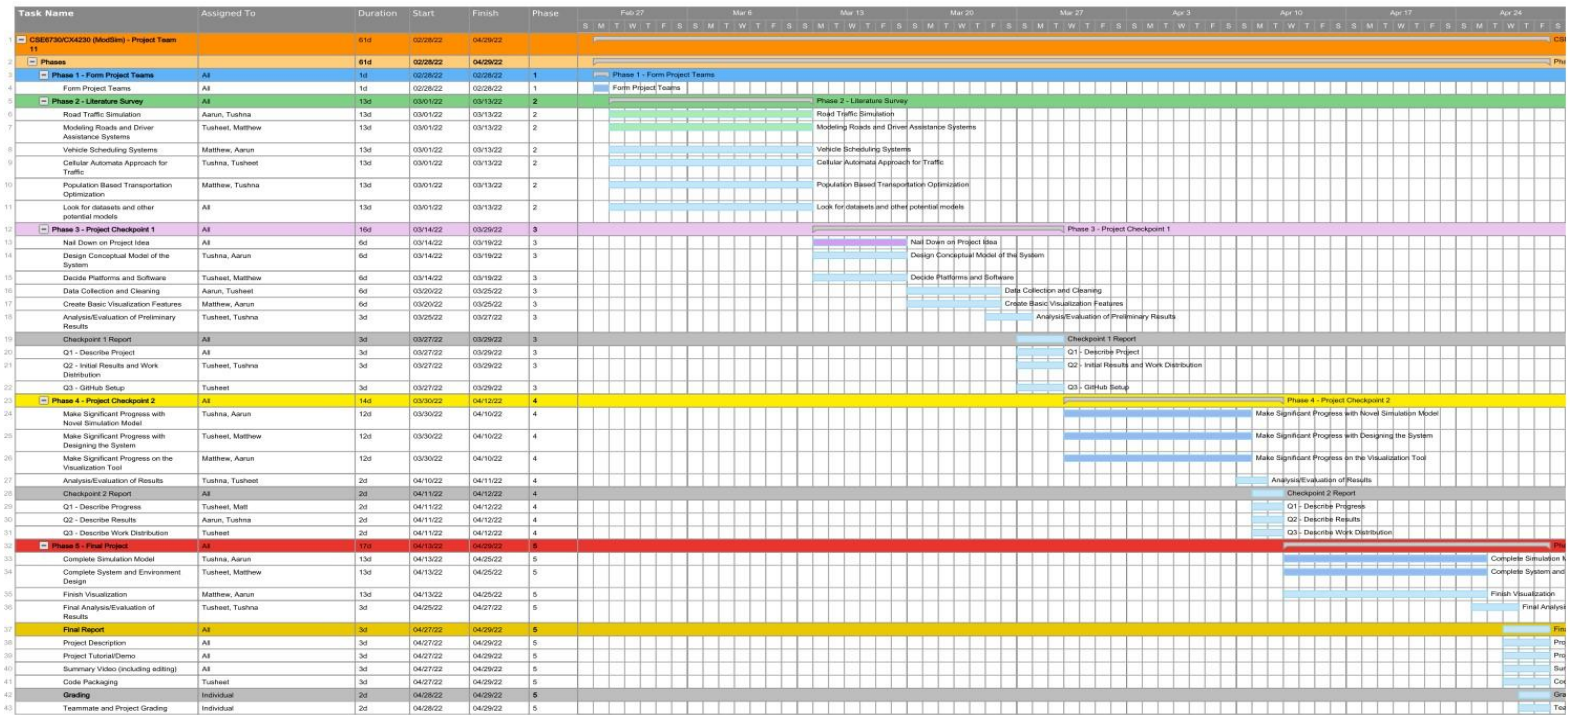 Task Name Assigned To Duration Start Finish Phase Feb 27 Mar 6 Mar 13 Mar 20 Mar 27 Apr 3 Apr 10 Apr 17 Apr 24
S M T W T F S S M T W T F S S M T W T F S S M T W T F S S M T W T F S S M T W T F S S M T W T F S S M T W T F S S M T W T F S
1 CSE6730/CX4230 (ModSim) - Project Team 61d 02/28/22 04/29/22 CSE
11
2 Phases 61d 02/28/22 04/29/22 Pha
3 Phase 1 - Form Project Teams All 1d 02/28/22 02/28/22 1 Phase 1 - Form Project Teams
4 Form Project Teams All 1d 02/28/22 02/28/22 1 Form Project Teams
5 Phase 2 - Literature Survey All 13d 03/01/22 03/13/22 2 Phase 2 - Literature Survey
6 Road Traffic Simulation Aarun, Tushna 13d 03/01/22 03/13/22 2 Road Traffic Simulation
7 Modeling Roads and Driver Tusheet, Matthew 13d 03/01/22 03/13/22 2 Modeling Roads and Driver Assistance Systems
Assistance Systems
8 Vehicle Scheduling Systems Matthew, Aarun 13d 03/01/22 03/13/22 2 Vehicle Scheduling Systems
9 Cellular Automata Approach for Tushna, Tusheet 13d 03/01/22 03/13/22 2 Cellular Automata Approach for Traffic
Traffic
10 Population Based Transportation Matthew, Tushna 13d 03/01/22 03/13/22 2 Population Based Transportation Optimization
Optimization
11 Look for datasets and other All 13d 03/01/22 03/13/22 2 Look for datasets and other potential models
potential models
12 Phase 3 - Project Checkpoint 1 All 16d 03/14/22 03/29/22 3 Phase 3 - Project Checkpoint 1
13 Nail Down on Project Idea All 6d 03/14/22 03/19/22 3 Nail Down on Project Idea
14 Design Conceptual Model of the Tushna, Aarun 6d 03/14/22 03/19/22 3 Design Conceptual Model of the System
System
15 Decide Platforms and Software Tusheet, Matthew 6d 03/14/22 03/19/22 3 Decide Platforms and Software
16 Data Collection and Cleaning Aarun, Tusheet 6d 03/20/22 03/25/22 3 Data Collection and Cleaning
17 Create Basic Visualization Features Matthew, Aarun 6d 03/20/22 03/25/22 3 Create Basic Visualization Features
18 Analysis/Evaluation of Preliminary Tusheet, Tushna 3d 03/25/22 03/27/22 3 Analysis/Evaluation of Preliminary Results
Results
19 Checkpoint 1 Report All 3d 03/27/22 03/29/22 3 Checkpoint 1 Report
20 Q1 - Describe Project All 3d 03/27/22 03/29/22 3 Q1 - Describe Project
21 Q2 - Initial Results and Work Tusheet, Tushna 3d 03/27/22 03/29/22 3 Q2 - Initial Results and Work Distribution
Distribution
22 Q3 - GitHub Setup Tusheet 3d 03/27/22 03/29/22 3 Q3 - GitHub Setup
23 Phase 4 - Project Checkpoint 2 All 14d 03/30/22 04/12/22 4 Phase 4 - Project Checkpoint 2
24 Make Significant Progress with Tushna, Aarun 12d 03/30/22 04/10/22 4 Make Significant Progress with Novel Simulation Model
Novel Simulation Model
25 Make Significant Progress with Tusheet, Matthew 12d 03/30/22 04/10/22 4 Make Significant Progress with Designing the System
Designing the System
26 Make Significant Progress on the Matthew, Aarun 12d 03/30/22 04/10/22 4 Make Significant Progress on the Visualization Tool
Visualization Tool
27 Analysis/Evaluation of Results Tushna, Tusheet 2d 04/10/22 04/11/22 4 Analysis/Evaluation of Results
28 Checkpoint 2 Report All 2d 04/11/22 04/12/22 4 Checkpoint 2 Report
29 Q1 - Describe Progress Tusheet, Matt 2d 04/11/22 04/12/22 4 Q1 - Describe Progress
30 Q2 - Describe Results Aarun, Tushna 2d 04/11/22 04/12/22 4 Q2 - Describe Results
31 Q3 - Describe Work Distribution Tusheet 2d 04/11/22 04/12/22 4 Q3 - Describe Work Distribution
32 Phase 5 - Final Project All 17d 04/13/22 04/29/22 5 Pha
33 Complete Simulation Model Tushna, Aarun 13d 04/13/22 04/25/22 5 Complete Simulation M
34 Complete System and Environment Tusheet, Matthew 13d 04/13/22 04/25/22 5 Complete System and
Design
35 Finish Visualization Matthew, Aarun 13d 04/13/22 04/25/22 5 Finish Visualization
36 Final Analysis/Evaluation of Tusheet, Tushna 3d 04/25/22 04/27/22 5 Final Analysi
Results
37 Final Report All 3d 04/27/22 04/29/22 5 Fina
38 Project Description All 3d 04/27/22 04/29/22 5 Pro
39 Project Tutorial/Demo All 3d 04/27/22 04/29/22 5 Pro
40 Summary Video (including editing) All 3d 04/27/22 04/29/22 5 Sum
41 Code Packaging Tusheet 3d 04/27/22 04/29/22 5 Cod
42 Grading Individual 2d 04/28/22 04/29/22 5 Gra
43 Teammate and Project Grading Individual 2d 04/28/22 04/29/22 5 Tea